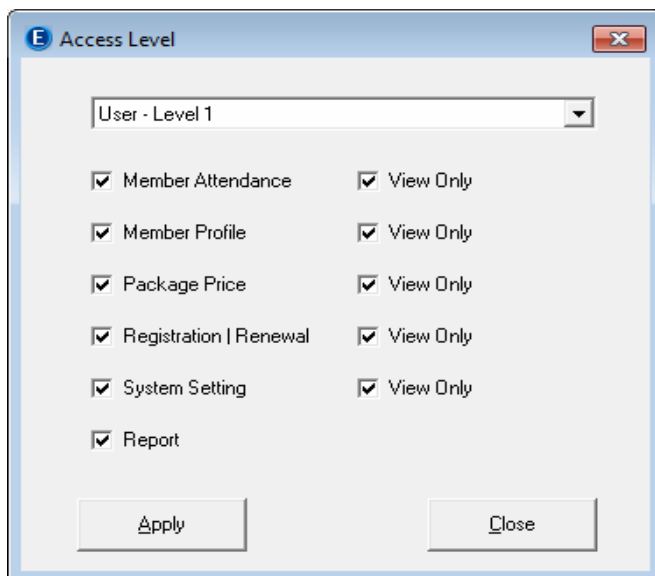 E Access Level
User - Level 1
Member Attendance View Only
Member Profile View Only
Package Price View Only
Registration | Renewal View Only
System Setting View Only
Report
Apply Close